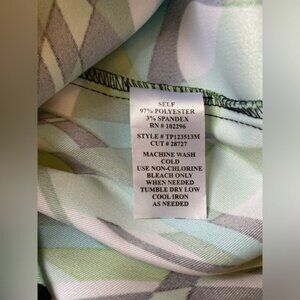 SELF
97% POLYESTER
3% SPANDEX
RN # 102296
STYLE # TP123513M
CUT # 28727
MACHINE WASH
COLD
USE NON-CHLORINE
BLEACH ONLY
WHEN NEEDED
TUMBLE DRY LOW
COOL IRON
AS NEEDED